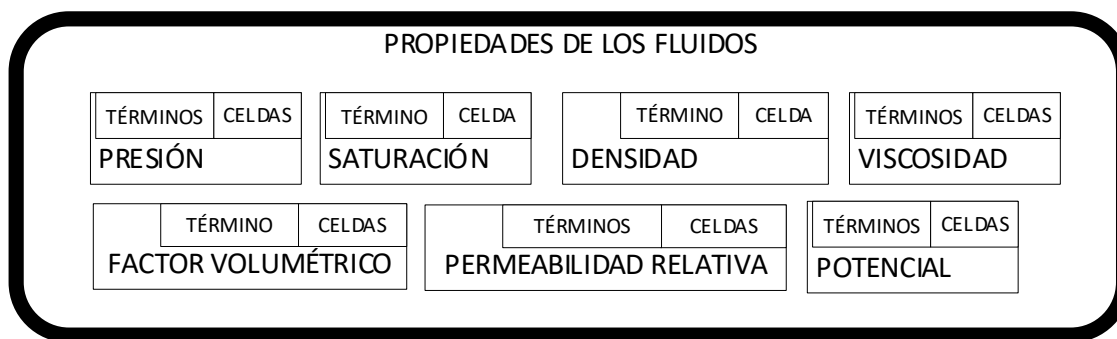 PROPIEDADES DE LOS FLUIDOS
TÉRMINOS CELDAS TÉRMINO CELDA TÉRMINO CELDA TÉRMINOS CELDAS
PRESIÓN SATURACIÓN DENSIDAD VISCOSIDAD
TÉRMINO CELDAS TÉRMINOS CELDAS TÉRMINOS CELDAS
FACTOR VOLUMÉTRICO PERMEABILIDAD RELATIVA POTENCIAL